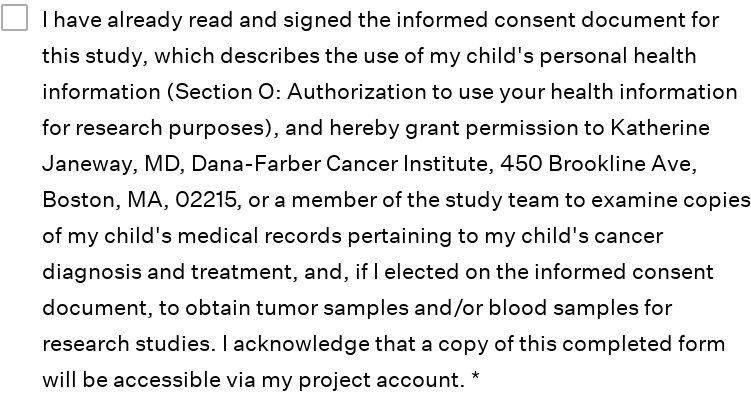 I have already read and signed the informed consent document for
this study, which describes the use of my child's personal health
information (Section O: Authorization to use your health information
for research purposes), and hereby grant permission to Katherine
Janeway, MD, Dana-Farber Cancer Institute, 450 Brookline Ave,
Boston, MA, 02215, or a member of the study team to examine copies
of my child's medical records pertaining to my child's cancer
diagnosis and treatment, and, if I elected on the informed consent
document, to obtain tumor samples and/or blood samples for
research studies. I acknowledge that a copy of this completed form
will be accessible via my project account. *